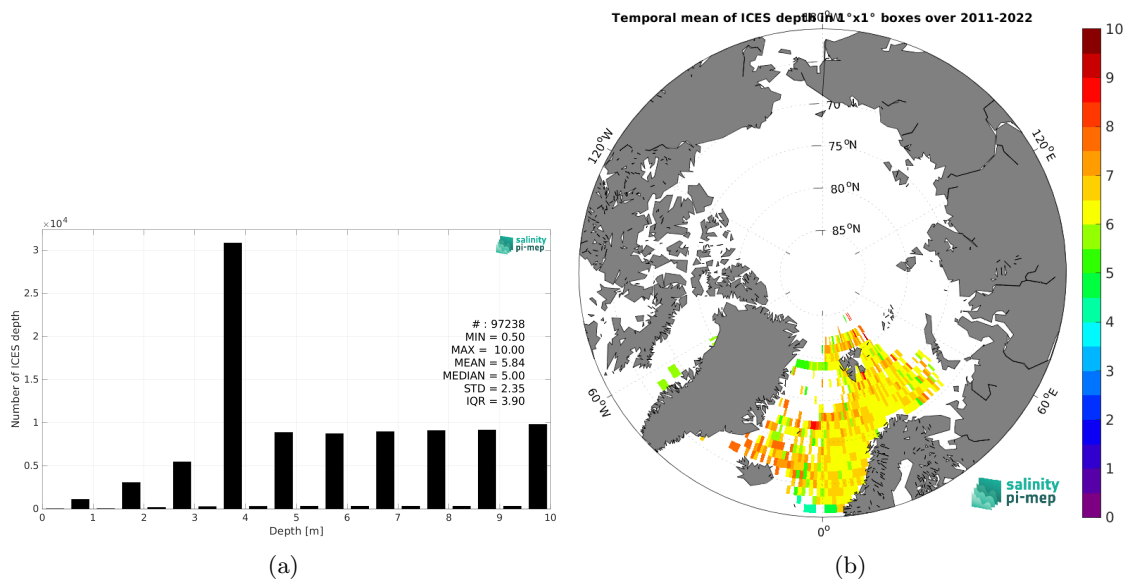 Temporal mean of ICES depth in 1°x1° boxes over 2011-2022
180°W
×10⁴
3
2.5
2
1.5
1
0.5
0
Number of ICES depth
0 1 2 3 4 5 6 7 8 9 10
Depth [m]
salinity
pi-mep
# : 97238
MIN = 0.50
MAX = 10.00
MEAN = 5.84
MEDIAN = 5.00
STD = 2.35
IQR = 3.90
(a)
120°W
120°E
70°N
75°N
80°N
85°N
60°W
60°E
0°
salinity
pi-mep
10
9
8
7
6
5
4
3
2
1
0
(b)